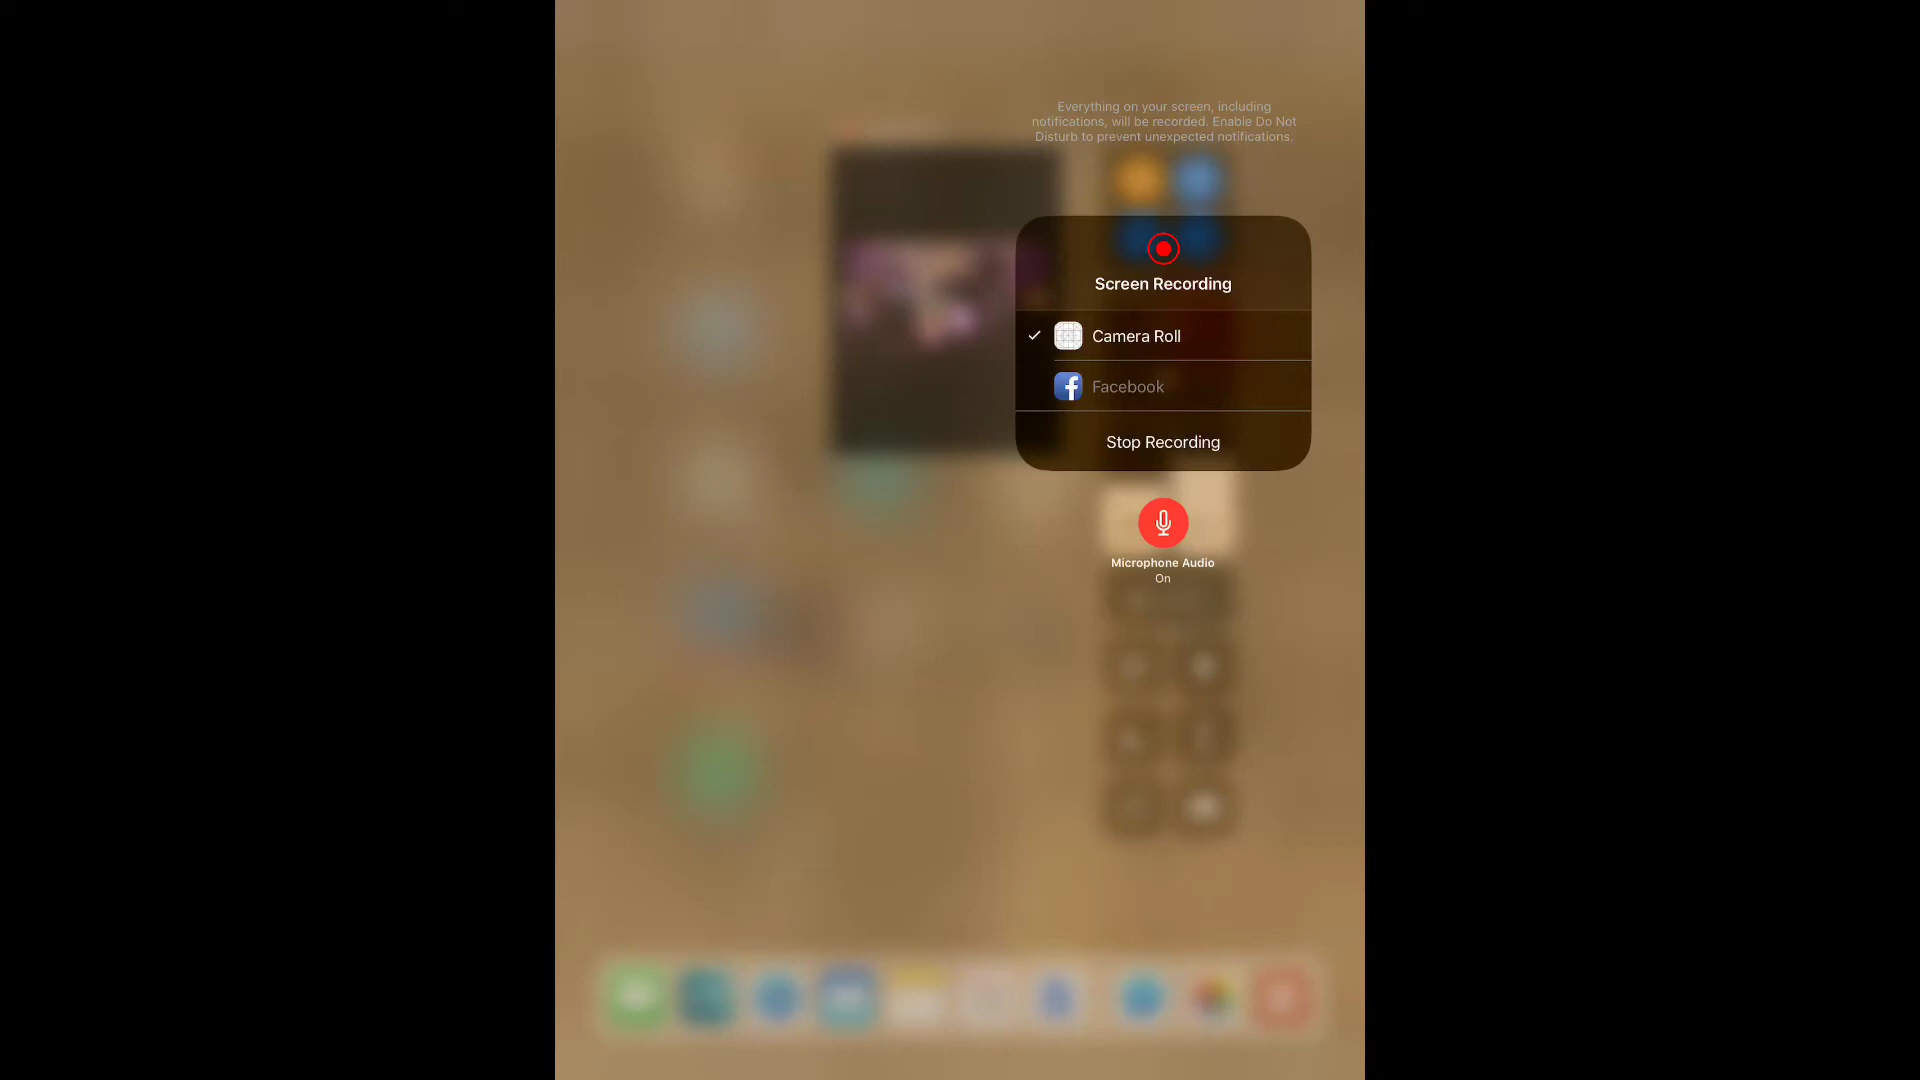 Everything on your screen, including
notifications, will be recorded. Enable Do Not
Disturb to prevent unexpected notifications.
Screen Recording
Camera Roll
Facebook
Stop Recording
Microphone Audio
On